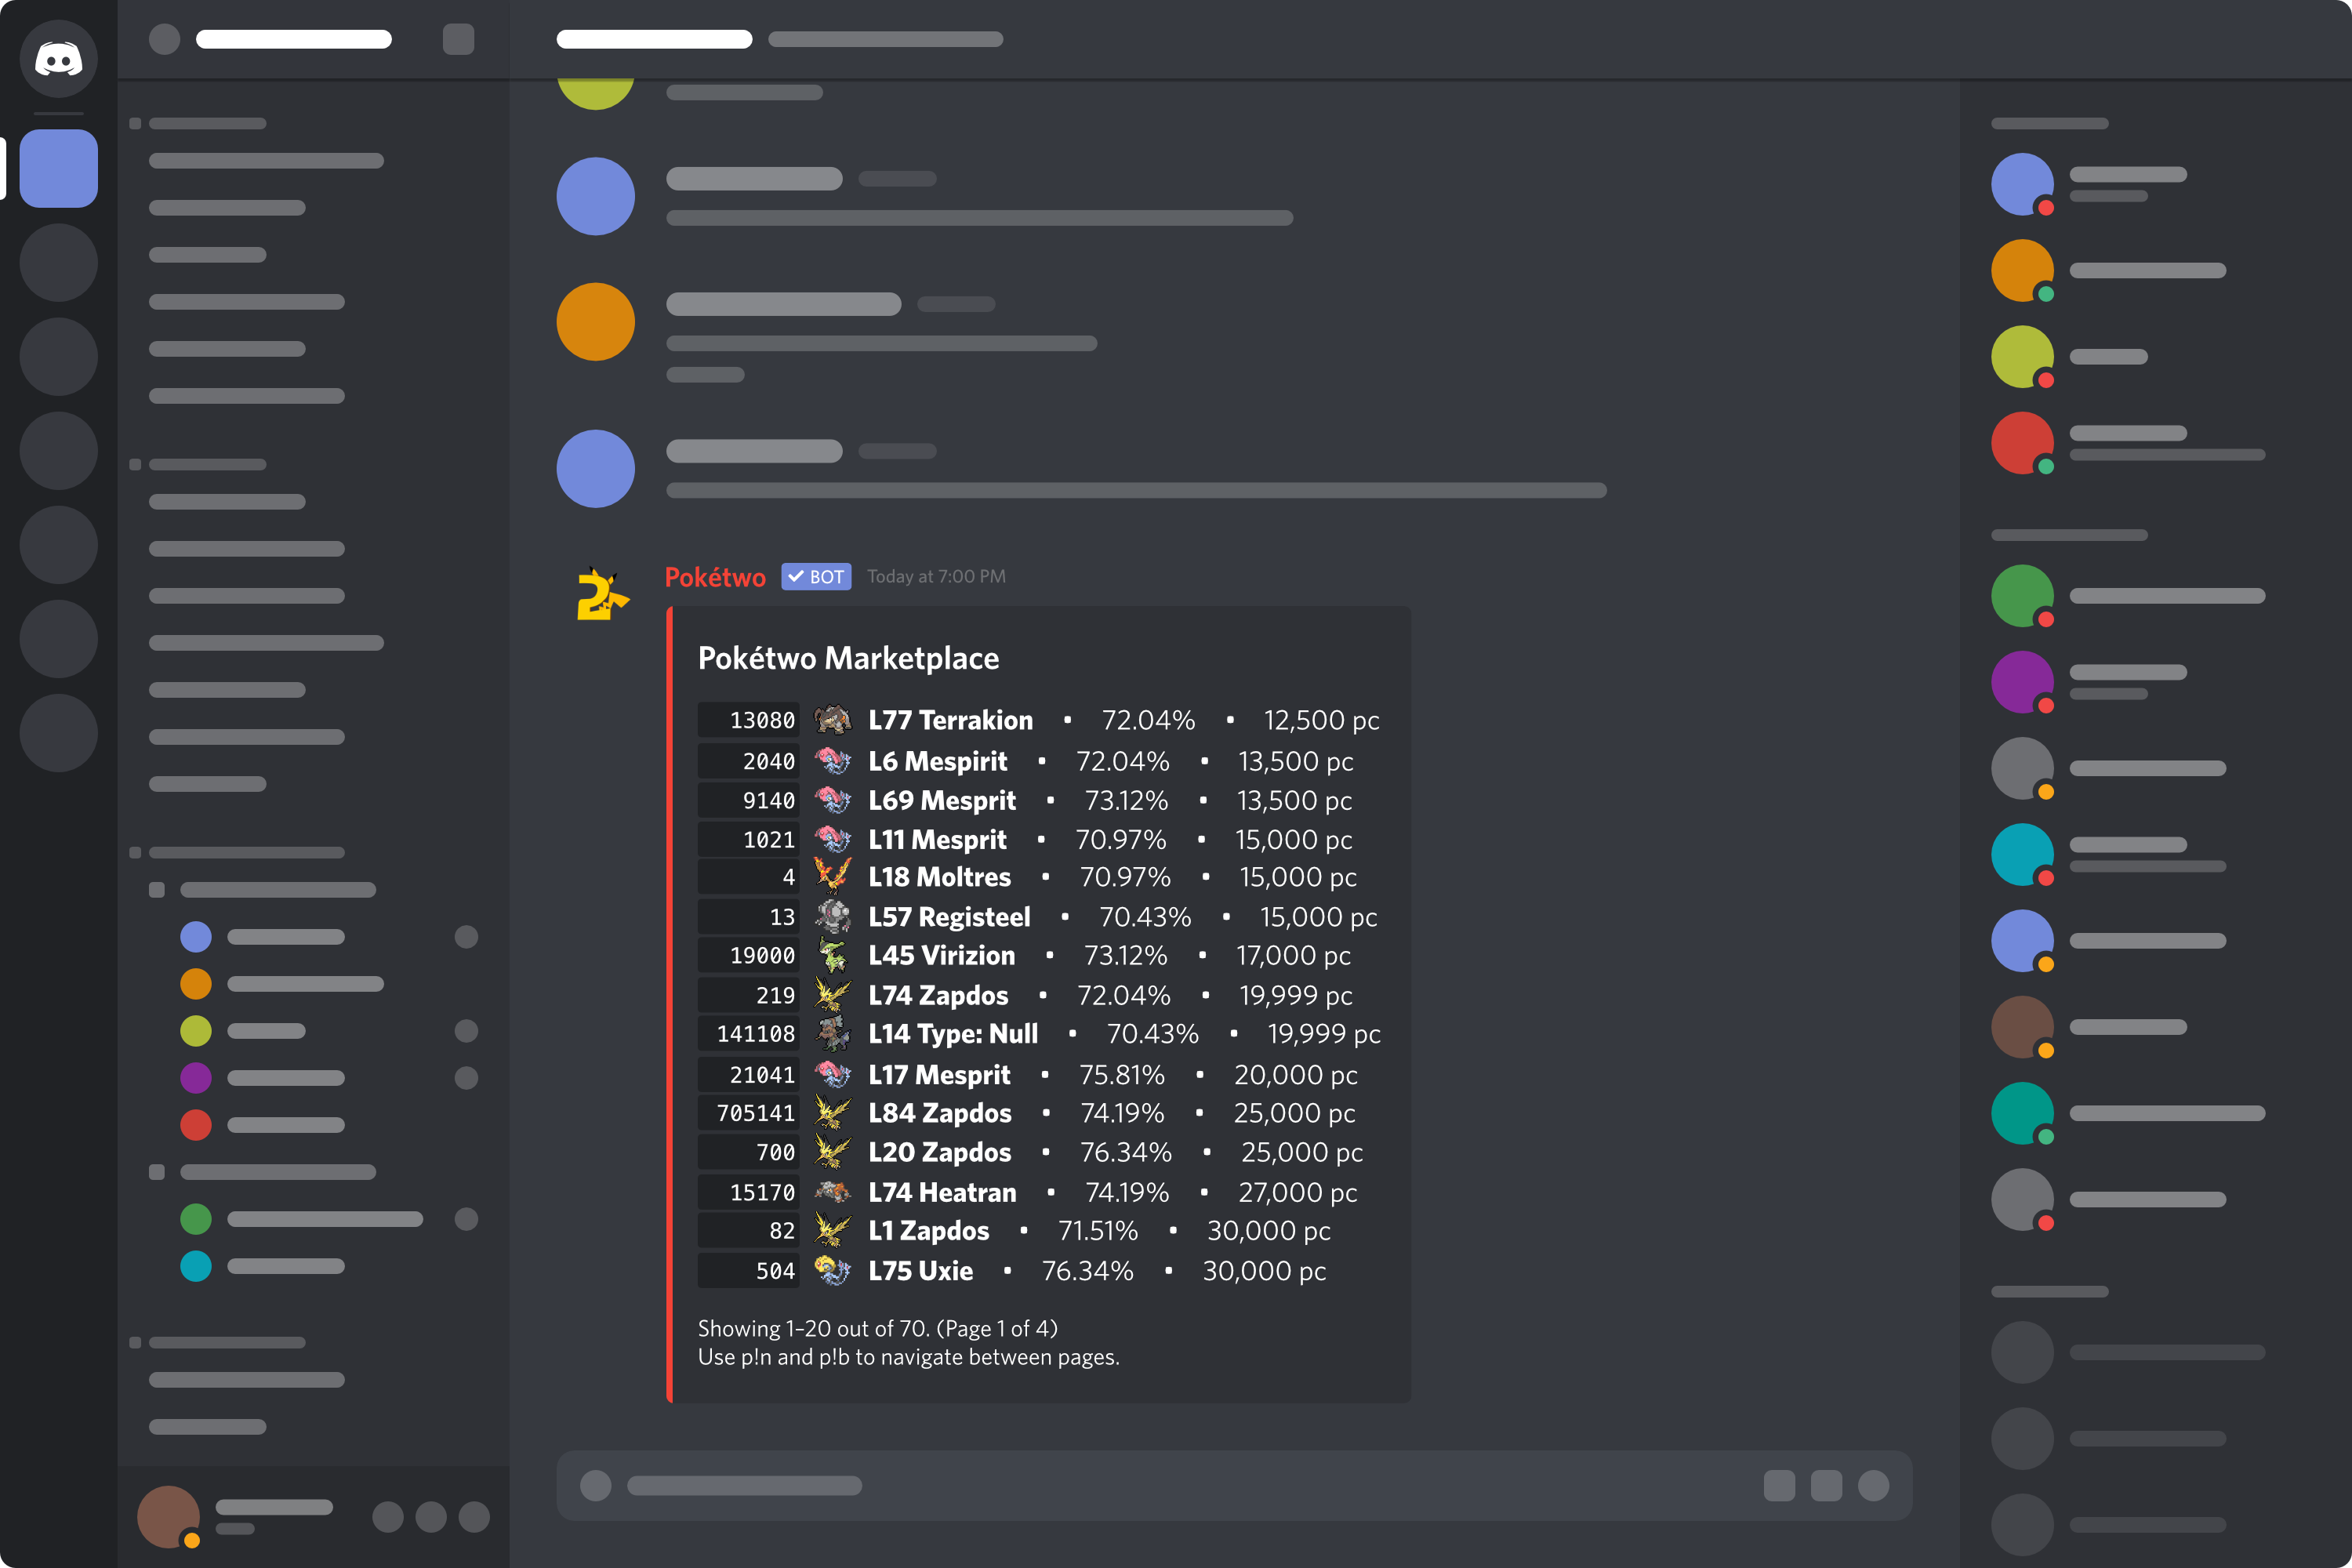 Pokétwo BOT Today at 7:00 PM
Pokétwo Marketplace
13080 L77 Terrakion • 72.04% • 12,500 pc
2040 L6 Mespirit • 72.04% • 13,500 pc
9140 L69 Mesprit • 73.12% • 13,500 pc
1021 L11 Mesprit • 70.97% • 15,000 pc
4 L18 Moltres • 70.97% • 15,000 pc
13 L57 Registeel • 70.43% • 15,000 pc
19000 L45 Virizion • 73.12% • 17,000 pc
219 L74 Zapdos • 72.04% • 19,999 pc
141108 L14 Type: Null • 70.43% • 19,999 pc
21041 L17 Mesprit • 75.81% • 20,000 pc
705141 L84 Zapdos • 74.19% • 25,000 pc
700 L20 Zapdos • 76.34% • 25,000 pc
15170 L74 Heatran • 74.19% • 27,000 pc
82 L1 Zapdos • 71.51% • 30,000 pc
504 L75 Uxie • 76.34% • 30,000 pc
Showing 1–20 out of 70. (Page 1 of 4)
Use p!n and p!b to navigate between pages.